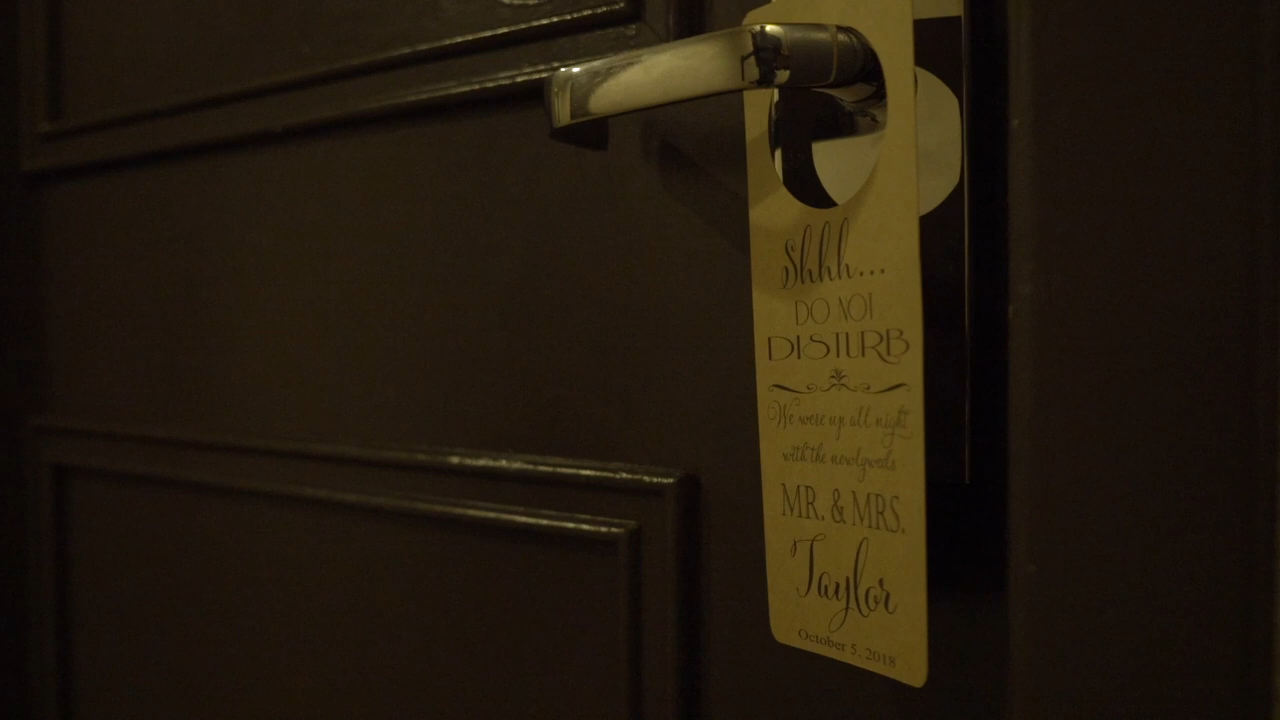 Shhh...
DO NOT
DISTURB
We were up all night
with the newlyweds
MR. & MRS.
Taylor
October 5, 2018